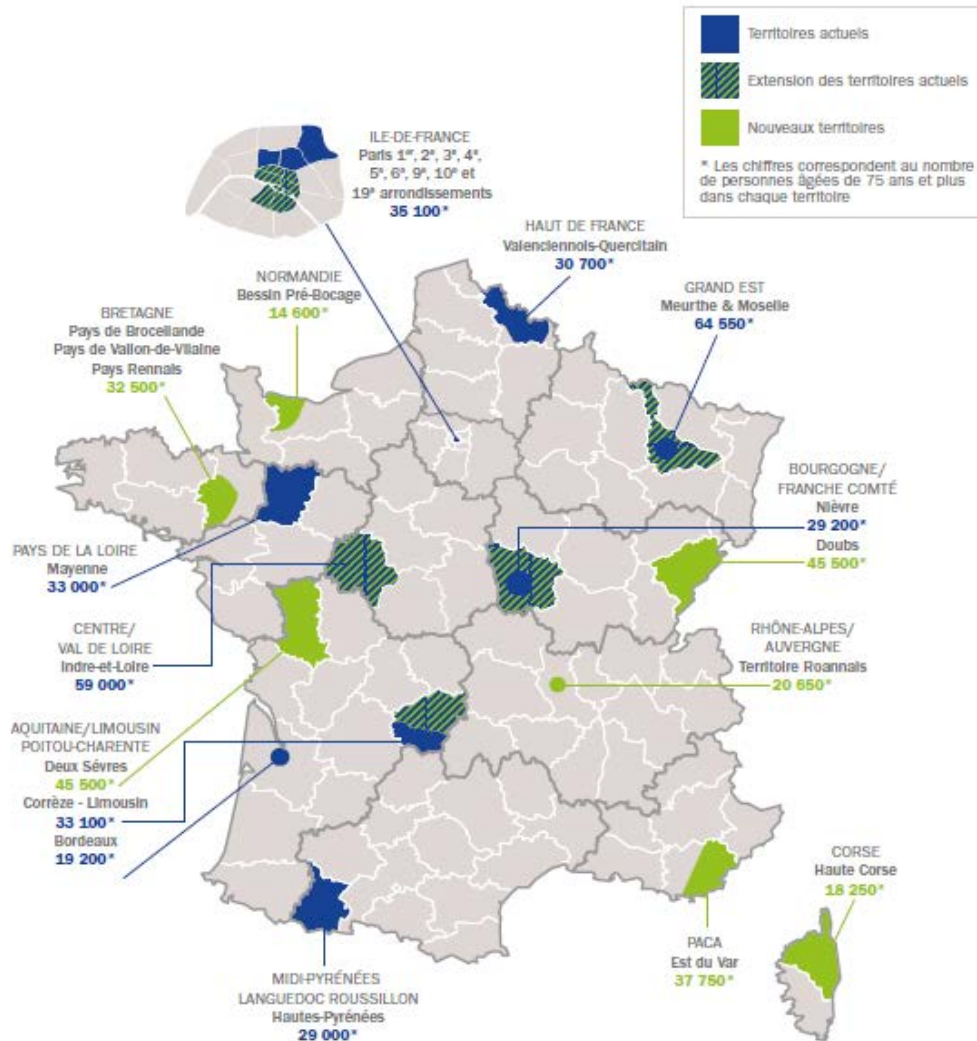 Territoires actuels
Extension des territoires actuels
Nouveaux territoires
* Les chiffres correspondent au nombre
de personnes âgées de 75 ans et plus
dans chaque territoire
ILE-DE-FRANCE
Paris 1er, 2e, 3e, 4e,
5e, 6e, 9e, 10e et
19e arrondissements
35 100*
HAUT DE FRANCE
Valenciennois-Quercitain
30 700*
NORMANDIE
Bessin Pré-Bocage
14 600*
GRAND EST
Meurthe & Moselle
64 550*
BRETAGNE
Pays de Brocéliande
Pays de Vallon-de-Vilaine
Pays Rennais
32 500*
BOURGOGNE/
FRANCHE COMTÉ
Nièvre
29 200*
Doubs
45 500*
PAYS DE LA LOIRE
Mayenne
33 000*
CENTRE/
VAL DE LOIRE
Indre-et-Loire
59 000*
RHÔNE-ALPES/
AUVERGNE
Territoire Roannais
20 650*
AQUITAINE/LIMOUSIN
POITOU-CHARENTE
Deux Sévres
45 500*
Corrèze - Limousin
33 100*
Bordeaux
19 200*
CORSE
Haute Corse
18 250*
PACA
Est du Var
37 750*
MIDI-PYRÉNÉES
LANGUEDOC ROUSSILLON
Hautes-Pyrénées
29 000*